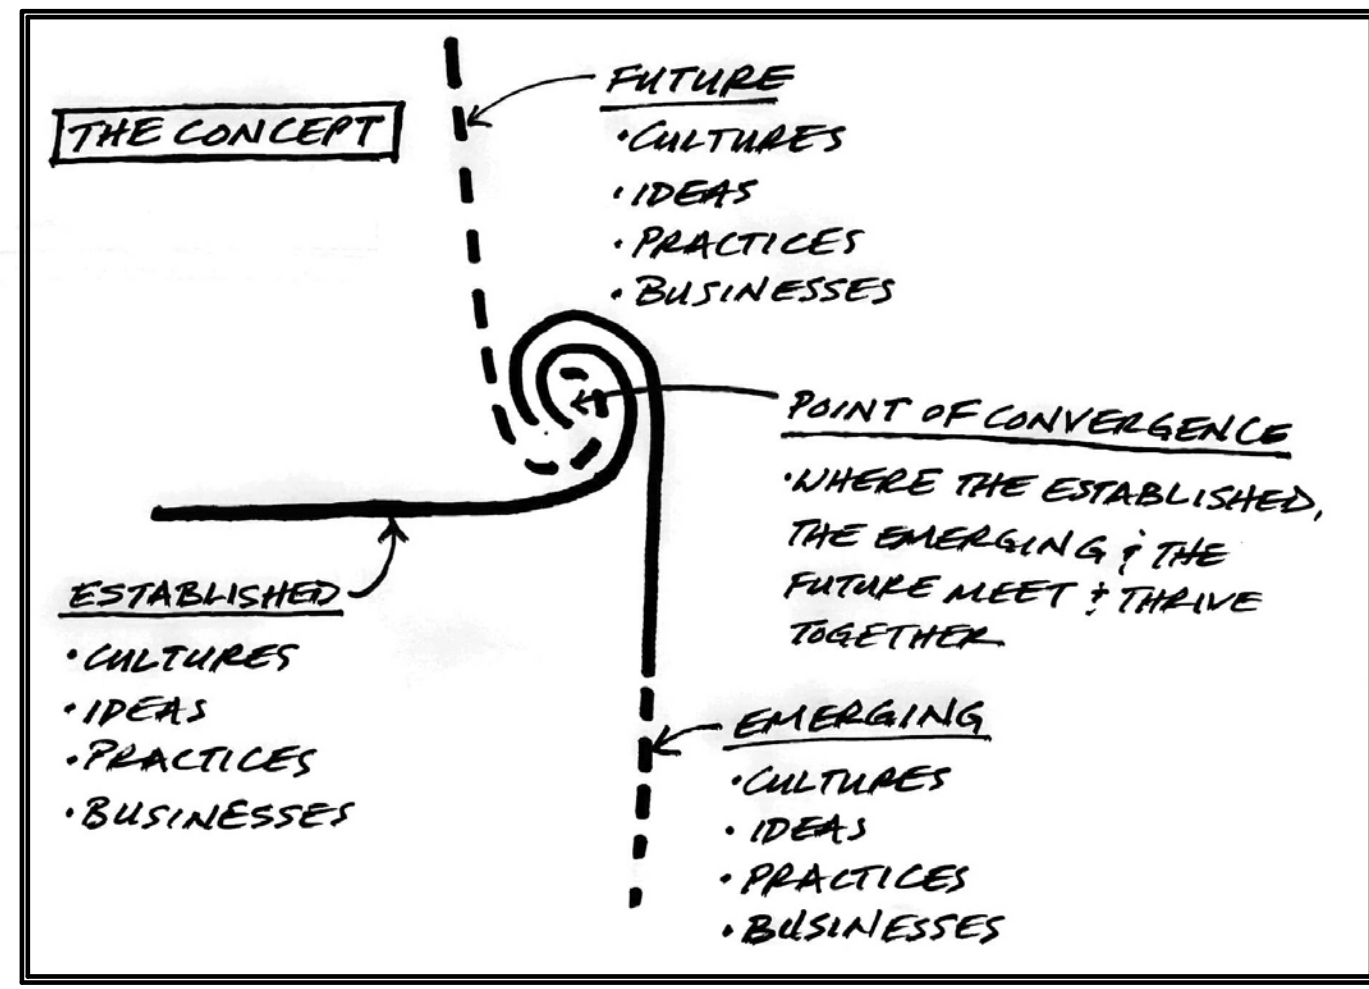 THE CONCEPT
FUTURE
• CULTURES
• IDEAS
• PRACTICES
• BUSINESSES
POINT OF CONVERGENCE
• WHERE THE ESTABLISHED,
THE EMERGING & THE
FUTURE MEET & THRIVE
TOGETHER
ESTABLISHED
• CULTURES
• IDEAS
• PRACTICES
• BUSINESSES
EMERGING
• CULTURES
• IDEAS
• PRACTICES
• BUSINESSES